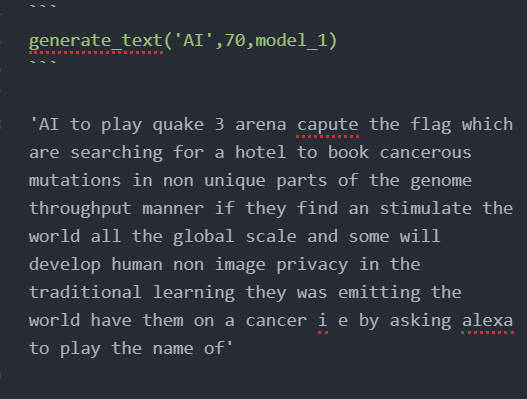 ```
generate_text('AI',70,model_1)
```
'AI to play quake 3 arena capute the flag which
are searching for a hotel to book cancerous
mutations in non unique parts of the genome
throughput manner if they find an stimulate the
world all the global scale and some will
develop human non image privacy in the
traditional learning they was emitting the
world have them on a cancer i e by asking alexa
to play the name of'